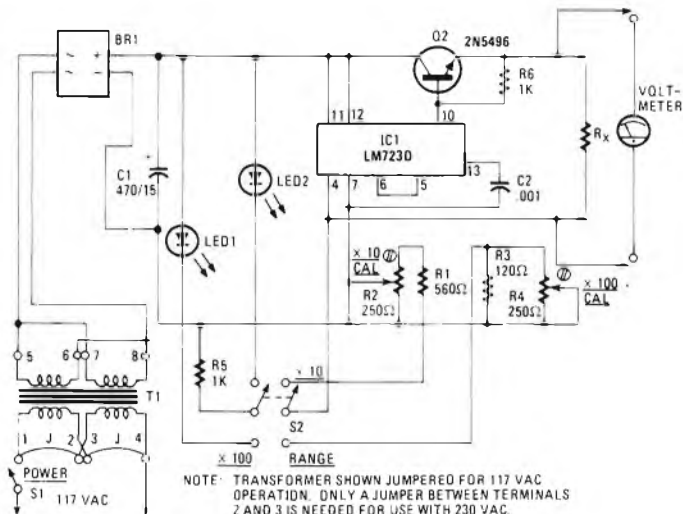 BR1
Q2
2N5496
R6
1K
VOLT-
METER
11 12
10
IC1
LM723D
13
C1
470/15
+
LED2
4 7
6 5
C2
.001
RX
LED1
X 10
CAL
R2
250Ω
R1
560Ω
R3
120Ω
R4
250Ω
X 100
CAL
5 6 7 8
R5
1K
X 10
T1
S2
1 J 2 3 J 4
X 100
RANGE
POWER
S1
117 VAC
NOTE: TRANSFORMER SHOWN JUMPERED FOR 117 VAC
OPERATION. ONLY A JUMPER BETWEEN TERMINALS
2 AND 3 IS NEEDED FOR USE WITH 230 VAC.